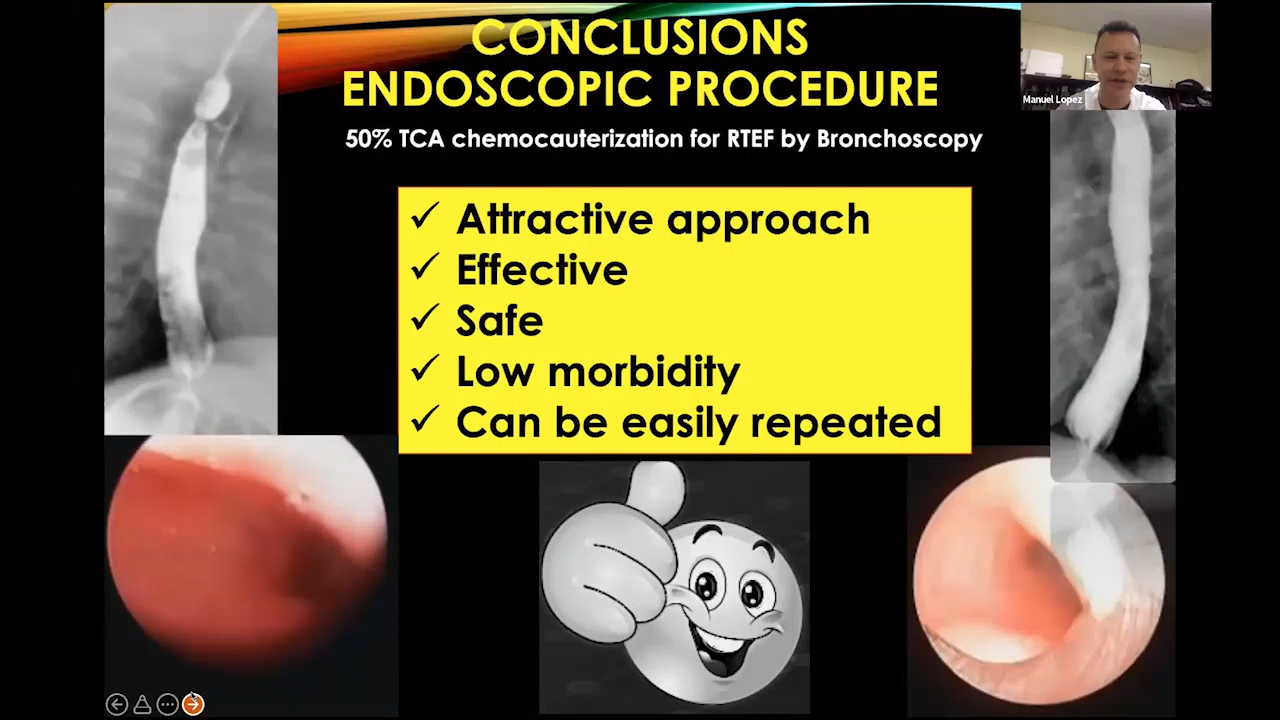 CONCLUSIONS
ENDOSCOPIC PROCEDURE
50% TCA chemocauterization for RTEF by Bronchoscopy
Manuel Lopez
✓ Attractive approach
✓ Effective
✓ Safe
✓ Low morbidity
✓ Can be easily repeated